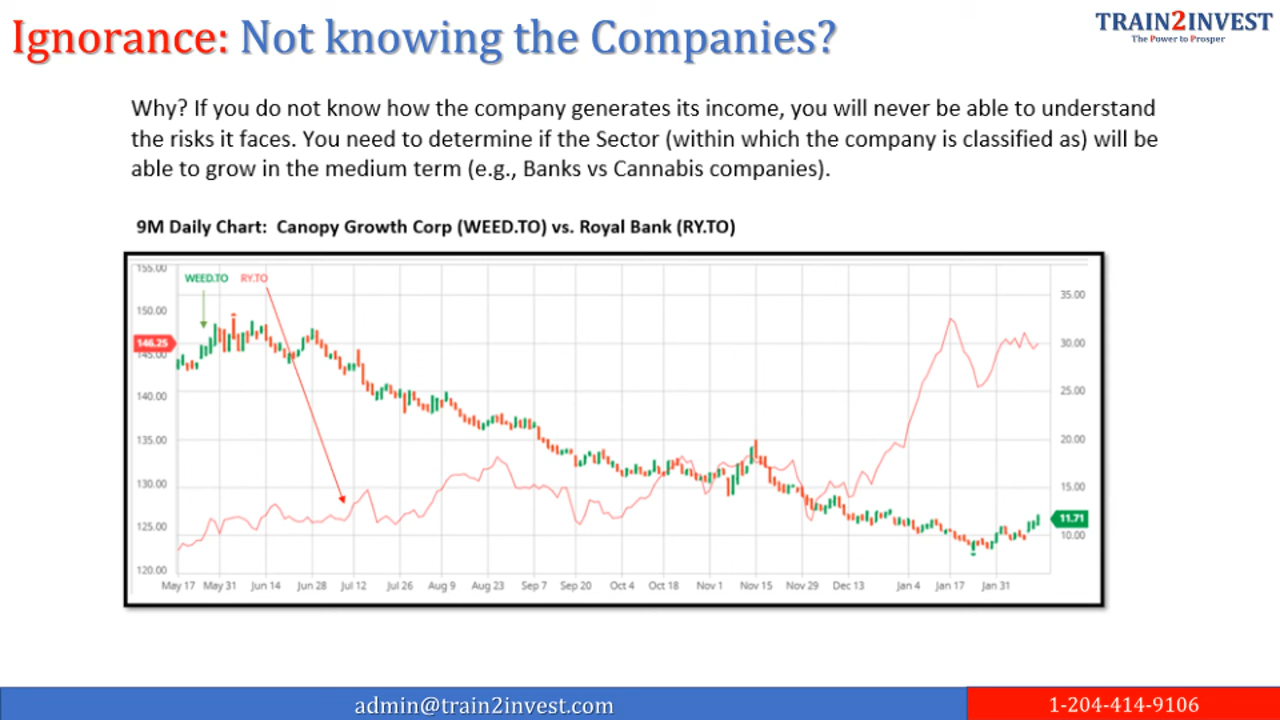 Ignorance: Not knowing the Companies?
TRAIN2INVEST
The Power to Prosper
Why? If you do not know how the company generates its income, you will never be able to understand
the risks it faces. You need to determine if the Sector (within which the company is classified as) will be
able to grow in the medium term (e.g., Banks vs Cannabis companies).
9M Daily Chart: Canopy Growth Corp (WEED.TO) vs. Royal Bank (RY.TO)
155.00
WEED.TO RY.TO
35.00
150.00
146.25
30.00
145.00
25.00
140.00
20.00
135.00
15.00
130.00
11.71
125.00
10.00
120.00
May 17 May 31 Jun 14 Jun 28 Jul 12 Jul 26 Aug 9 Aug 23 Sep 7 Sep 20 Oct 4 Oct 18 Nov 1 Nov 15 Nov 29 Dec 13 Jan 4 Jan 17 Jan 31
admin@train2invest.com
1-204-414-9106